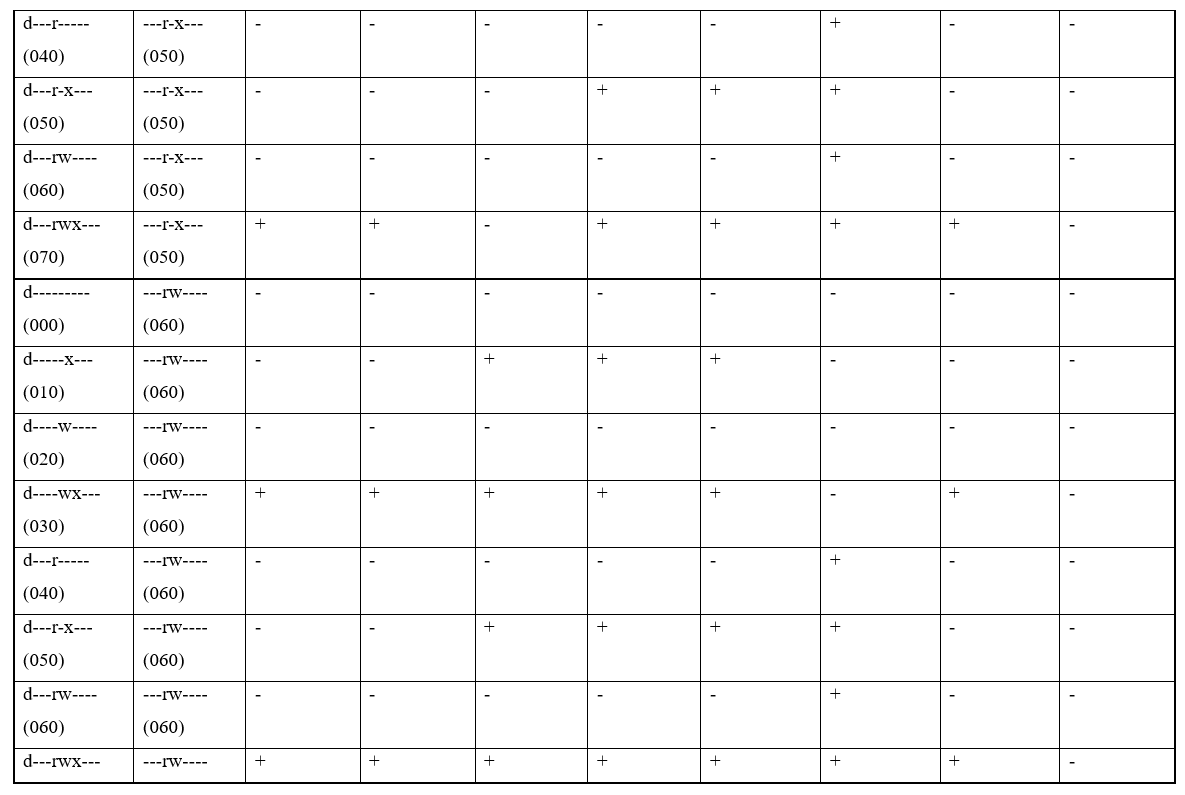 d---r----- ---r-x--- - - - - - + - -
(040) (050)
d---r-x--- ---r-x--- - - - + + + - -
(050) (050)
d---rw---- ---r-x--- - - - - - + - -
(060) (050)
d---rwx--- ---r-x--- + + - + + + + -
(070) (050)
d--------- ---rw---- - - - - - - - -
(000) (060)
d-----x--- ---rw---- - - + + + - - -
(010) (060)
d----w---- ---rw---- - - - - - - - -
(020) (060)
d----wx--- ---rw---- + + + + + - + -
(030) (060)
d---r----- ---rw---- - - - - - + - -
(040) (060)
d---r-x--- ---rw---- - - + + + + - -
(050) (060)
d---rw---- ---rw---- - - - - - + - -
(060) (060)
d---rwx--- ---rw---- + + + + + + + -